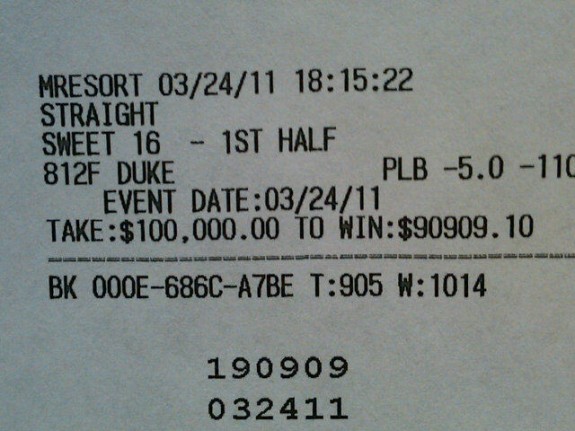 MRESORT 03/24/11 18:15:22
STRAIGHT
SWEET 16 - 1ST HALF
812F DUKE PLB -5.0 -110
EVENT DATE:03/24/11
TAKE:$100,000.00 TO WIN:$90909.10
BK 000E-686C-A7BE T:905 W:1014
190909
032411